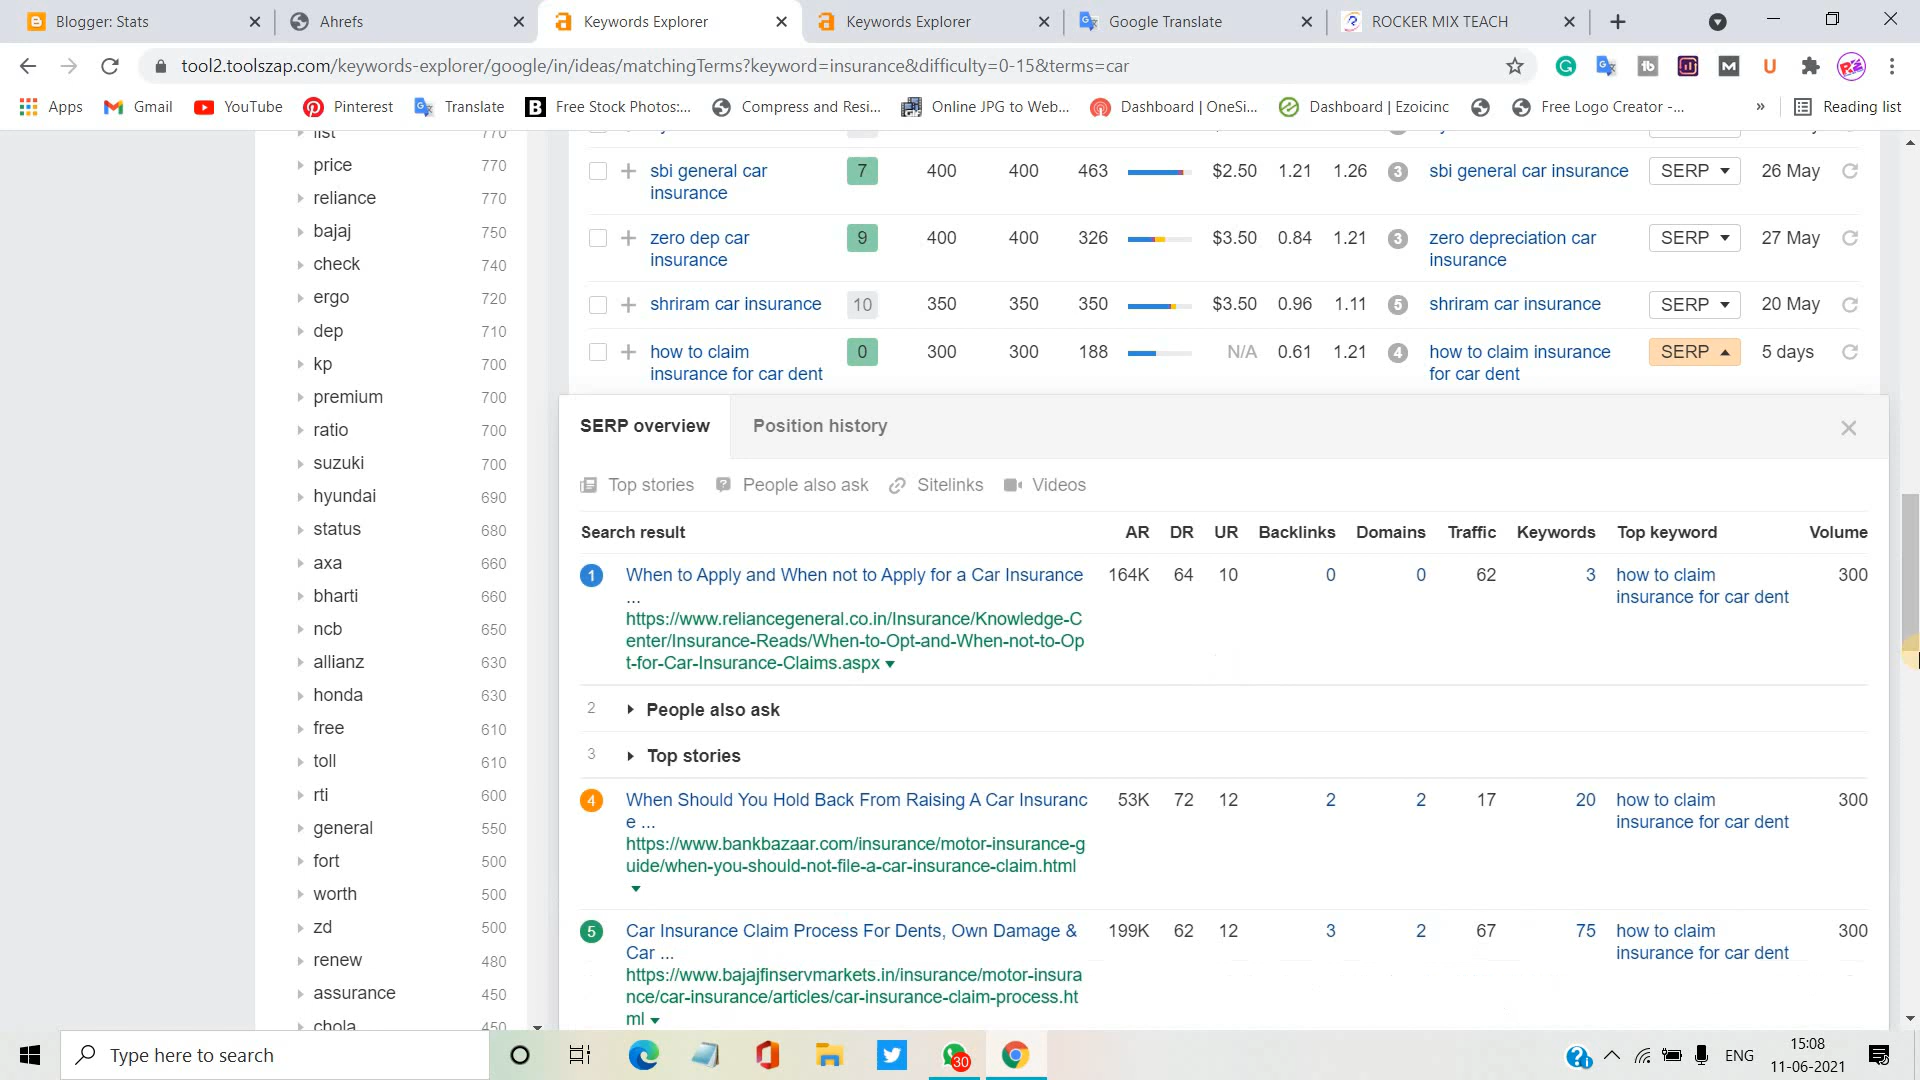 Blogger: Stats
Ahrefs
Keywords Explorer
Keywords Explorer
Google Translate
ROCKER MIX TEACH
tool2.toolszap.com/keywords-explorer/google/in/ideas/matchingTerms?keyword=insurance&difficulty=0-15&terms=car
Apps Gmail YouTube Pinterest Translate Free Stock Photos:... Compress and Resi... Online JPG to Web... Dashboard | OneSi... Dashboard | Ezoicinc Free Logo Creator -... » Reading list
list 770
price 770
reliance 770
bajaj 750
check 740
ergo 720
dep 710
kp 700
premium 700
ratio 700
suzuki 700
hyundai 690
status 680
axa 660
bharti 660
ncb 650
allianz 630
honda 630
free 610
toll 610
rti 600
general 550
fort 500
worth 500
zd 500
renew 480
assurance 450
chola 450
sbi general car 7 400 400 463 $2.50 1.21 1.26 3 sbi general car insurance SERP 26 May
insurance
zero dep car 9 400 400 326 $3.50 0.84 1.21 3 zero depreciation car SERP 27 May
insurance insurance
shriram car insurance 10 350 350 350 $3.50 0.96 1.11 5 shriram car insurance SERP 20 May
how to claim 0 300 300 188 N/A 0.61 1.21 4 how to claim insurance SERP 5 days
insurance for car dent for car dent
SERP overview Position history
Top stories People also ask Sitelinks Videos
Search result AR DR UR Backlinks Domains Traffic Keywords Top keyword Volume
1 When to Apply and When not to Apply for a Car Insurance 164K 64 10 0 0 62 3 how to claim 300
... insurance for car dent
https://www.reliancegeneral.co.in/Insurance/Knowledge-C
enter/Insurance-Reads/When-to-Opt-and-When-not-to-Op
t-for-Car-Insurance-Claims.aspx
2 People also ask
3 Top stories
4 When Should You Hold Back From Raising A Car Insuranc 53K 72 12 2 2 17 20 how to claim 300
e ... insurance for car dent
https://www.bankbazaar.com/insurance/motor-insurance-g
uide/when-you-should-not-file-a-car-insurance-claim.html
5 Car Insurance Claim Process For Dents, Own Damage & 199K 62 12 3 2 67 75 how to claim 300
Car ... insurance for car dent
https://www.bajajfinservmarkets.in/insurance/motor-insura
nce/car-insurance/articles/car-insurance-claim-process.ht
ml
Type here to search
30
ENG
15:08
11-06-2021